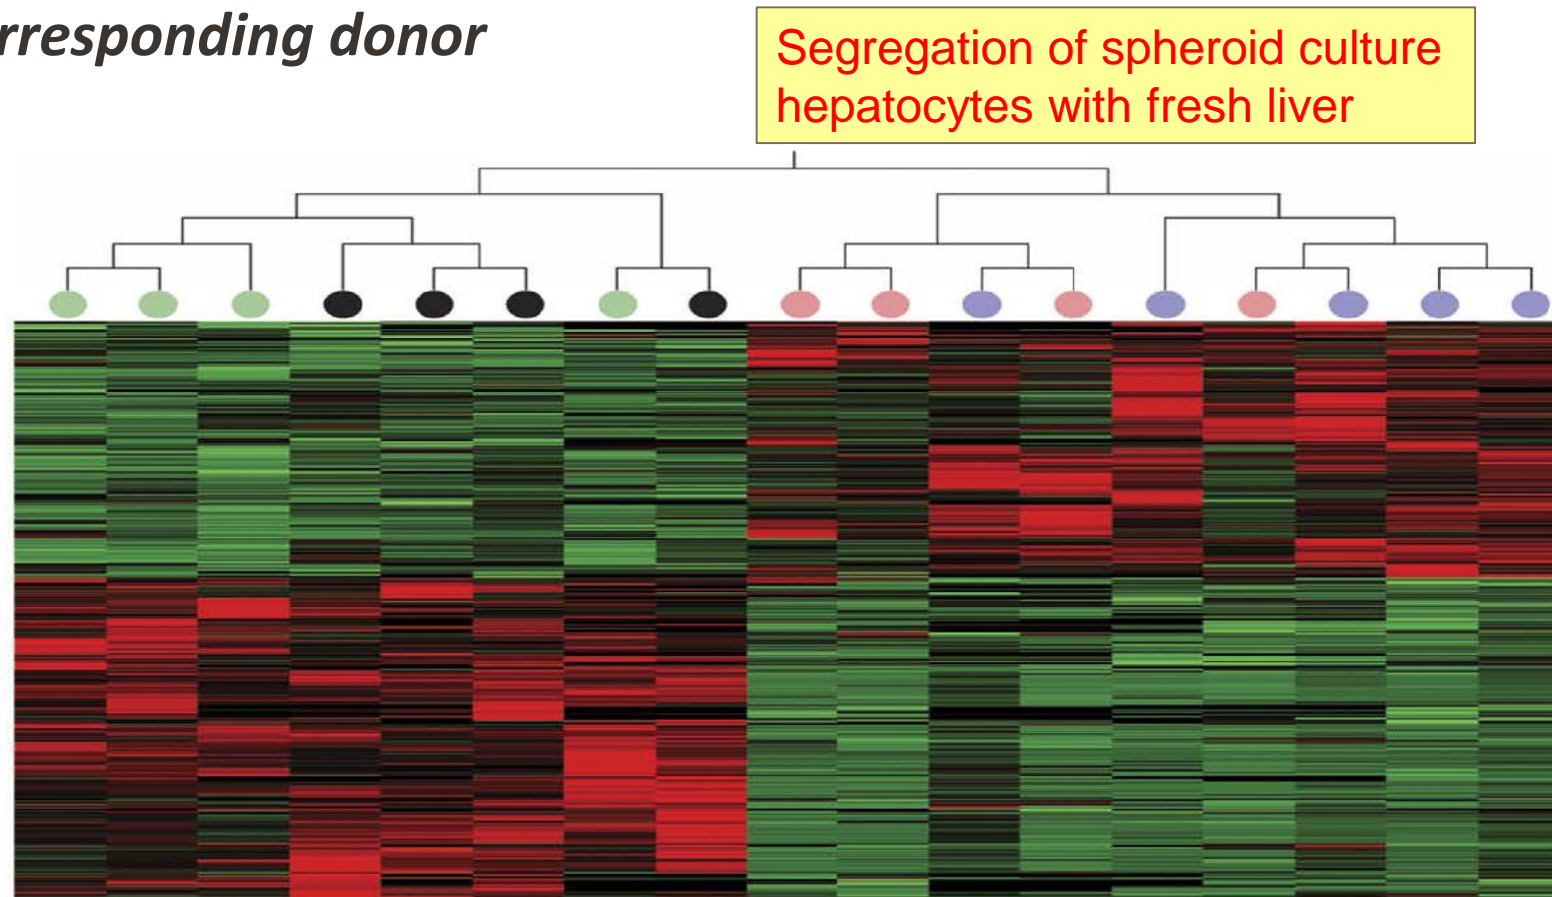 rresponding donor
Segregation of spheroid culture
hepatocytes with fresh liver